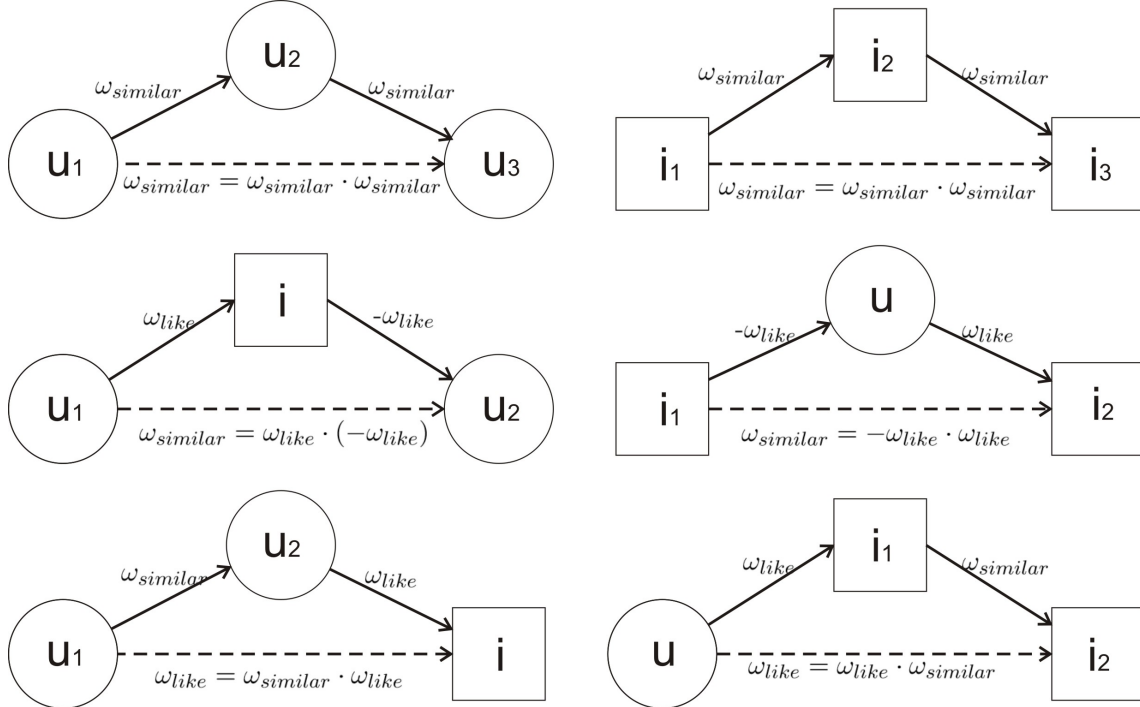 u2
i2
ωsimilar ωsimilar
ωsimilar ωsimilar
u1 u3
i1 i3
ωsimilar = ωsimilar · ωsimilar
ωsimilar = ωsimilar · ωsimilar
i
u
ωlike -ωlike
-ωlike ωlike
u1 u2
i1 i2
ωsimilar = ωlike · (−ωlike)
ωsimilar = −ωlike · ωlike
u2
i1
ωsimilar ωlike
ωlike ωsimilar
u1 i
u i2
ωlike = ωsimilar · ωlike
ωlike = ωlike · ωsimilar